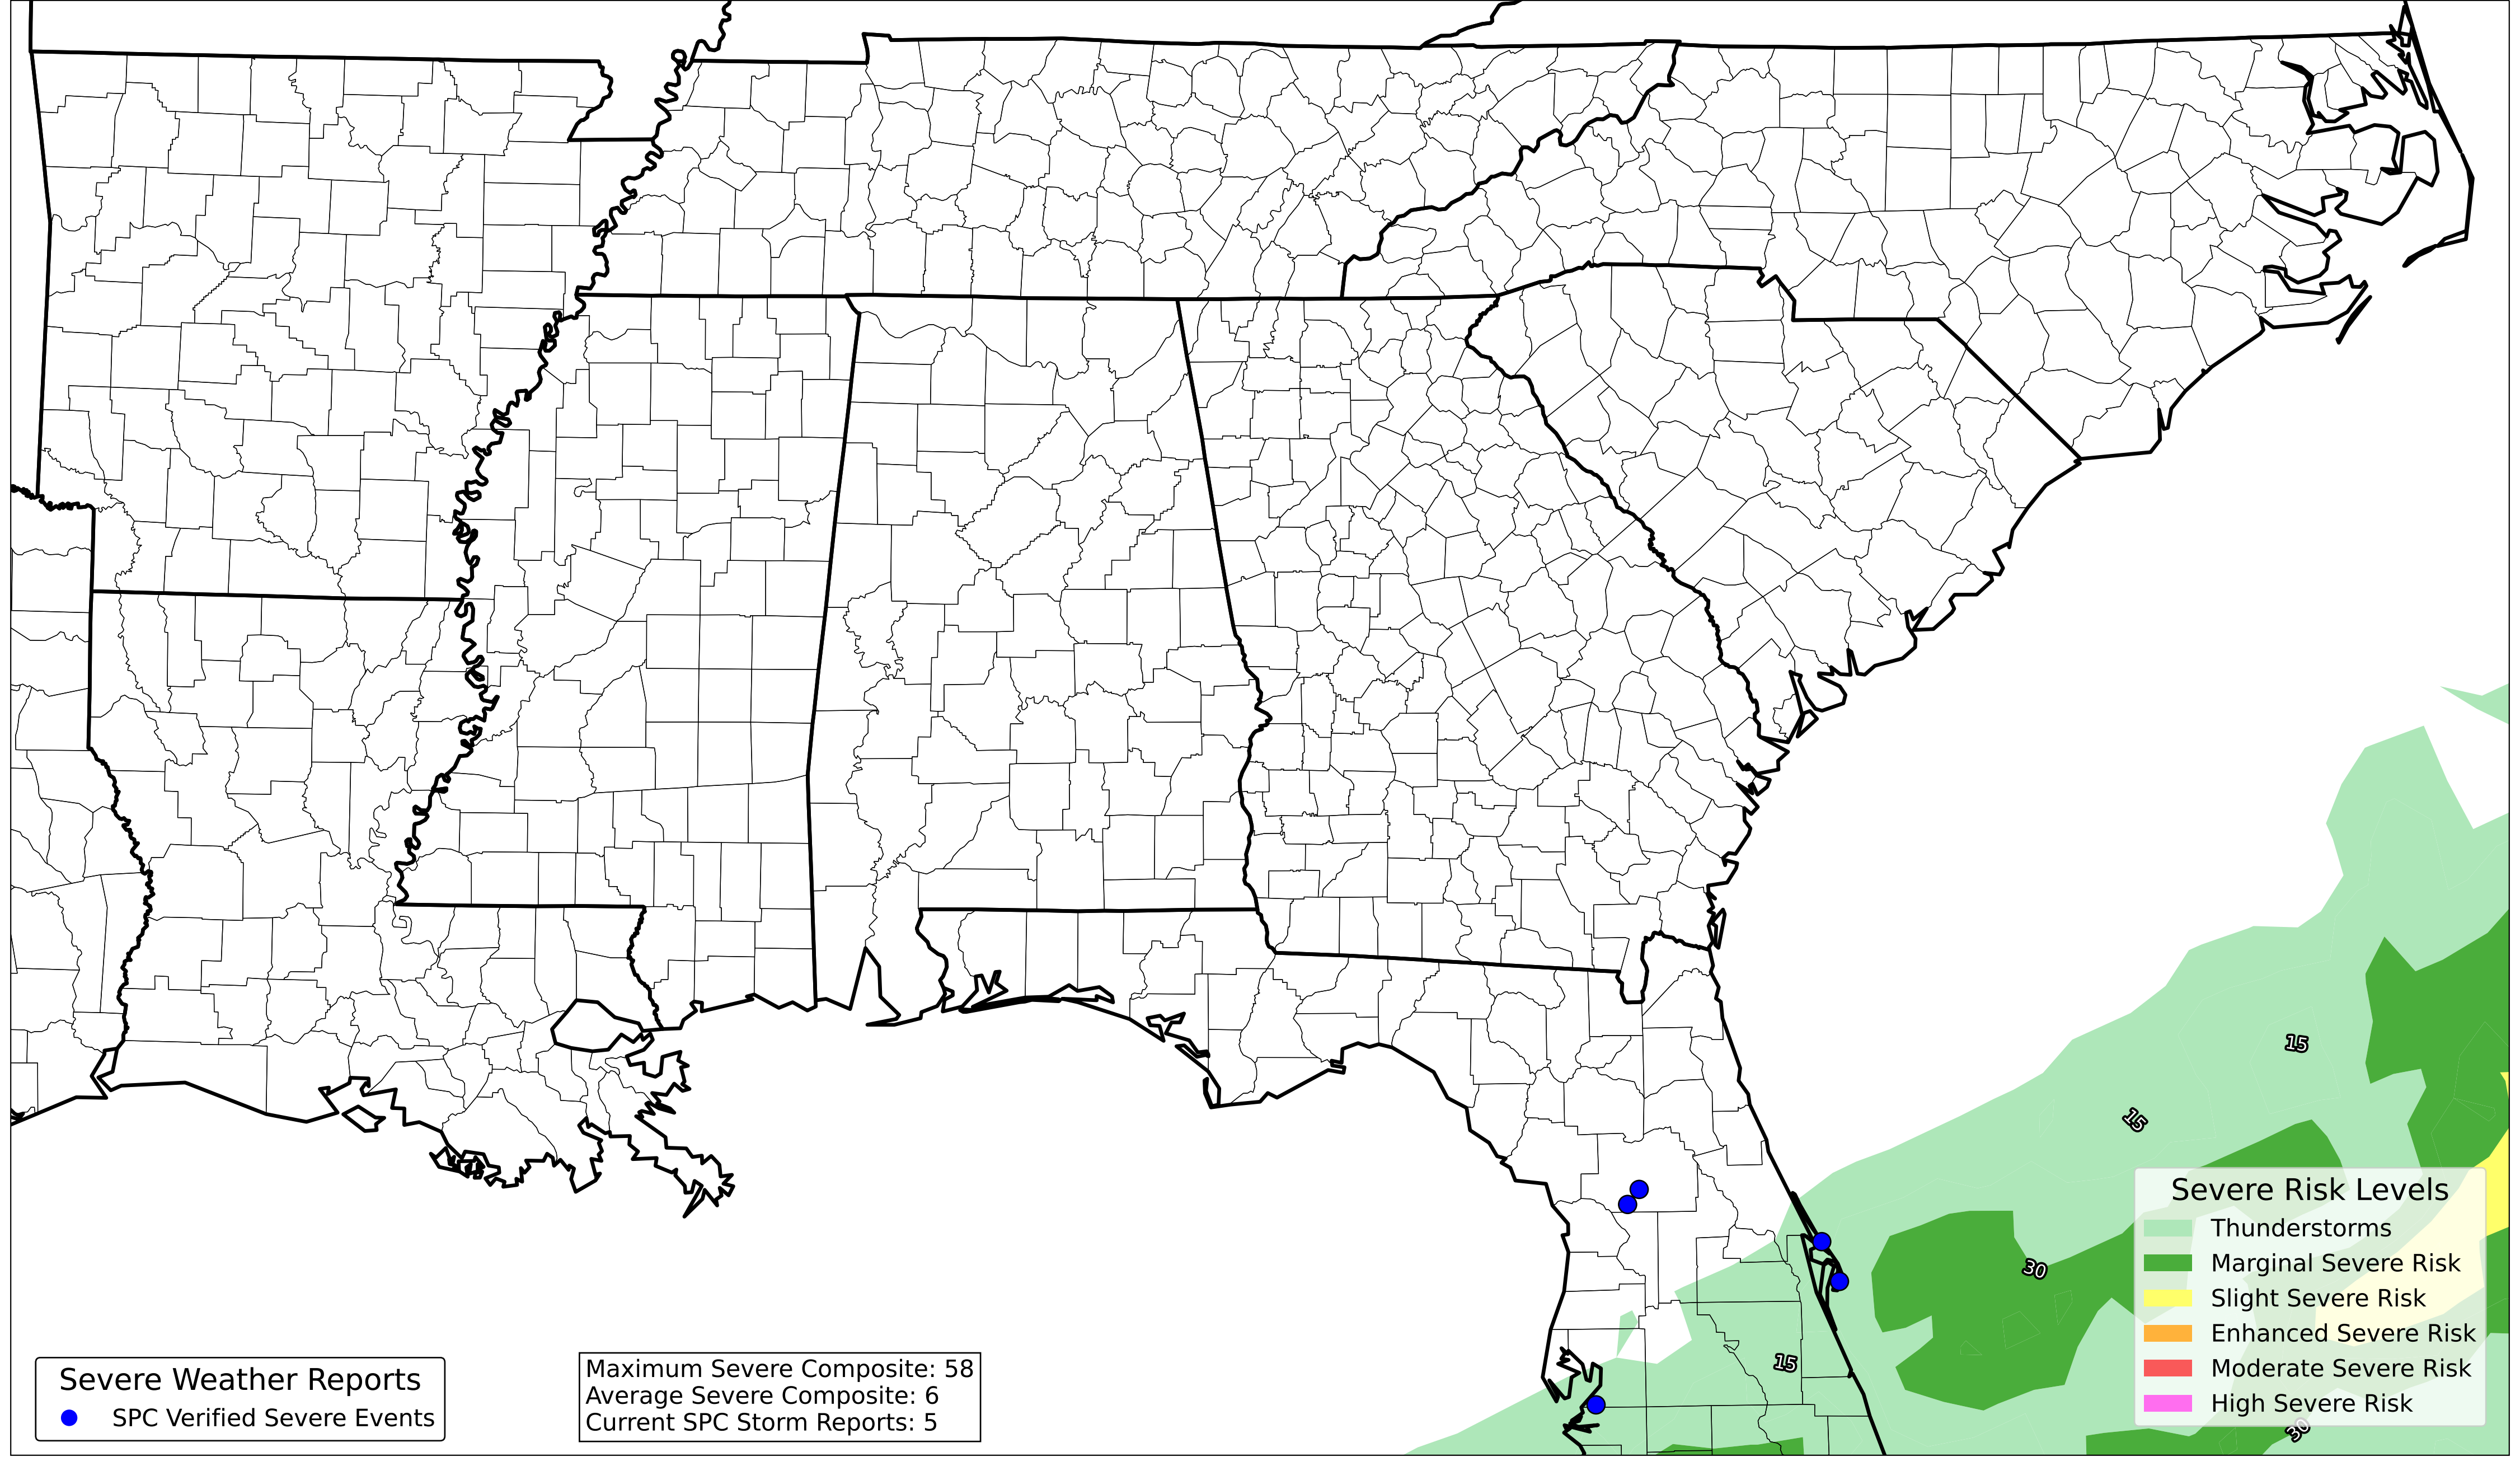 15
15
30
15
30
Severe Risk Levels
Thunderstorms
Marginal Severe Risk
Slight Severe Risk
Enhanced Severe Risk
Moderate Severe Risk
High Severe Risk
Severe Weather Reports
SPC Verified Severe Events
Maximum Severe Composite: 58
Average Severe Composite: 6
Current SPC Storm Reports: 5